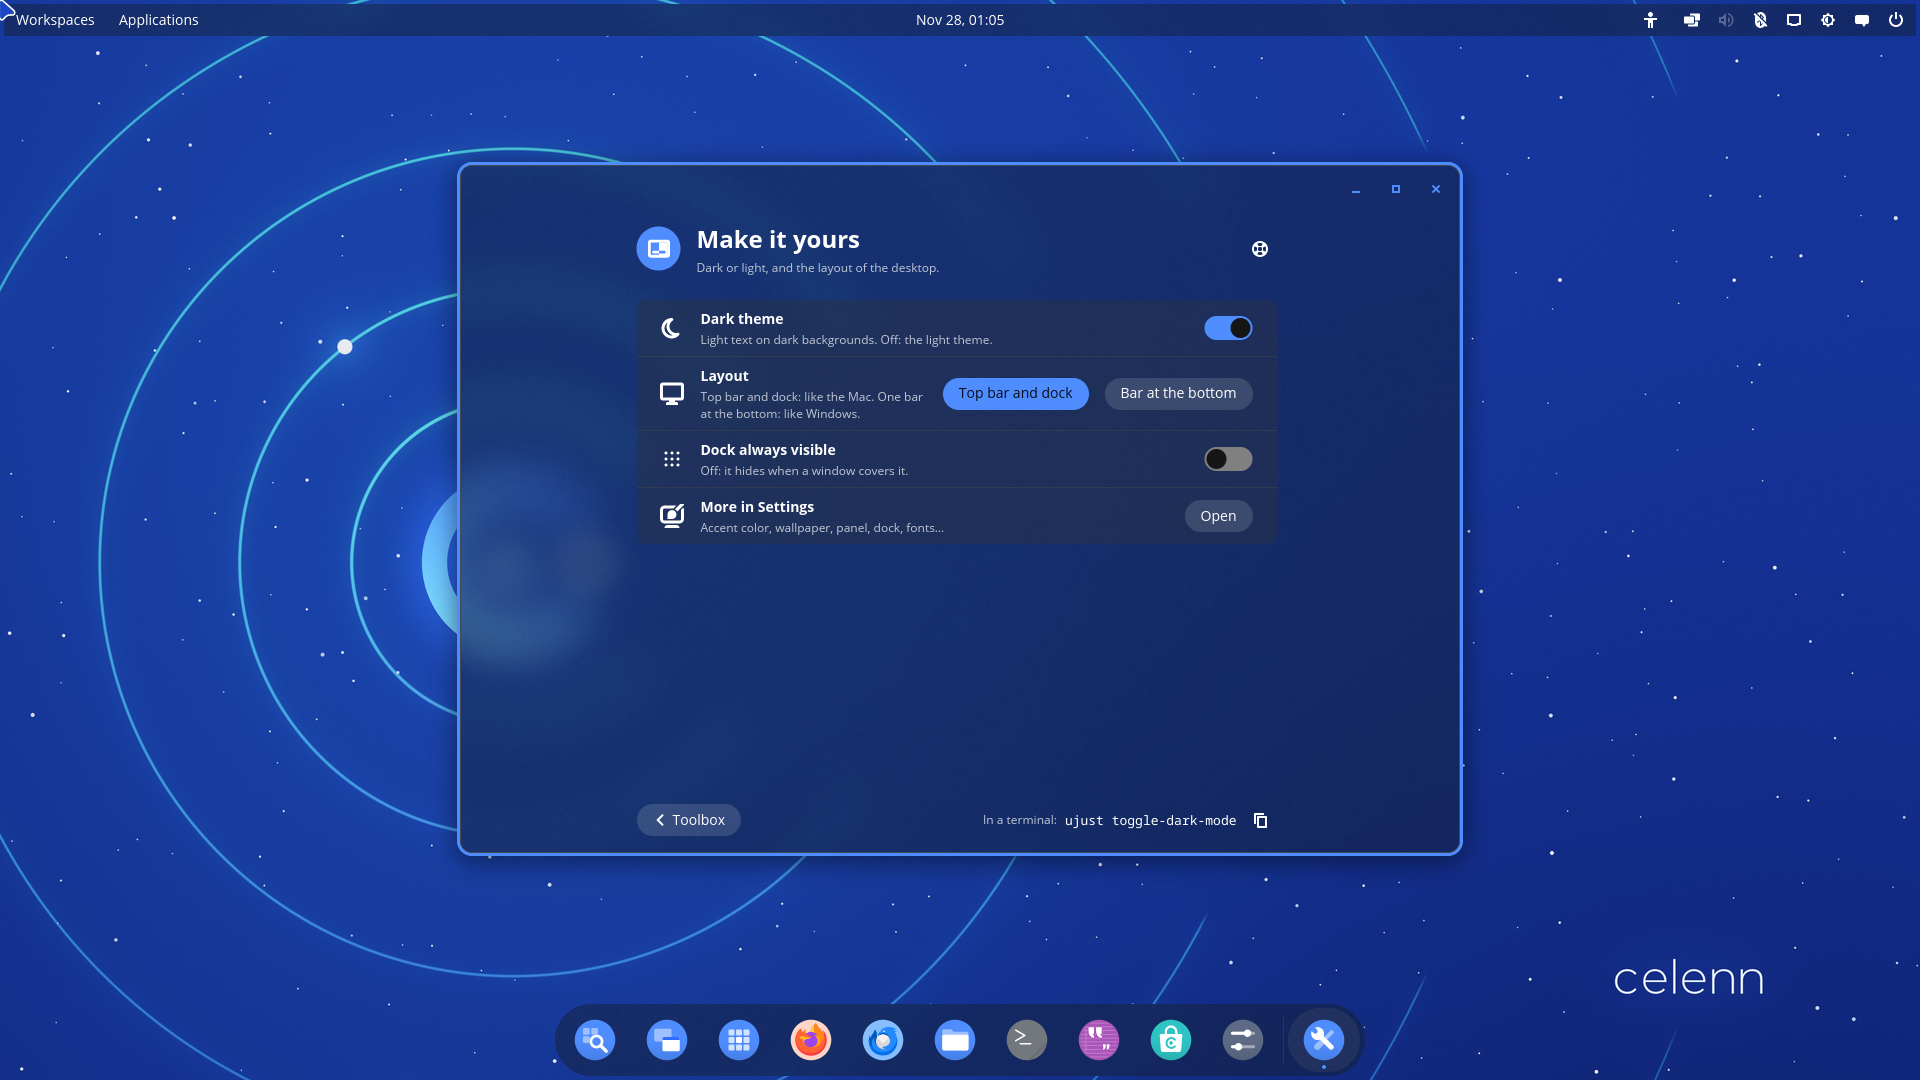 Workspaces
Applications
Nov 28, 01:05
Make it yours
Dark or light, and the layout of the desktop.
Dark theme
Light text on dark backgrounds. Off: the light theme.
Layout
Top bar and dock: like the Mac. One bar
at the bottom: like Windows.
Top bar and dock
Bar at the bottom
Dock always visible
Off: it hides when a window covers it.
More in Settings
Accent color, wallpaper, panel, dock, fonts...
Open
Toolbox
In a terminal: ujust toggle-dark-mode
celenn